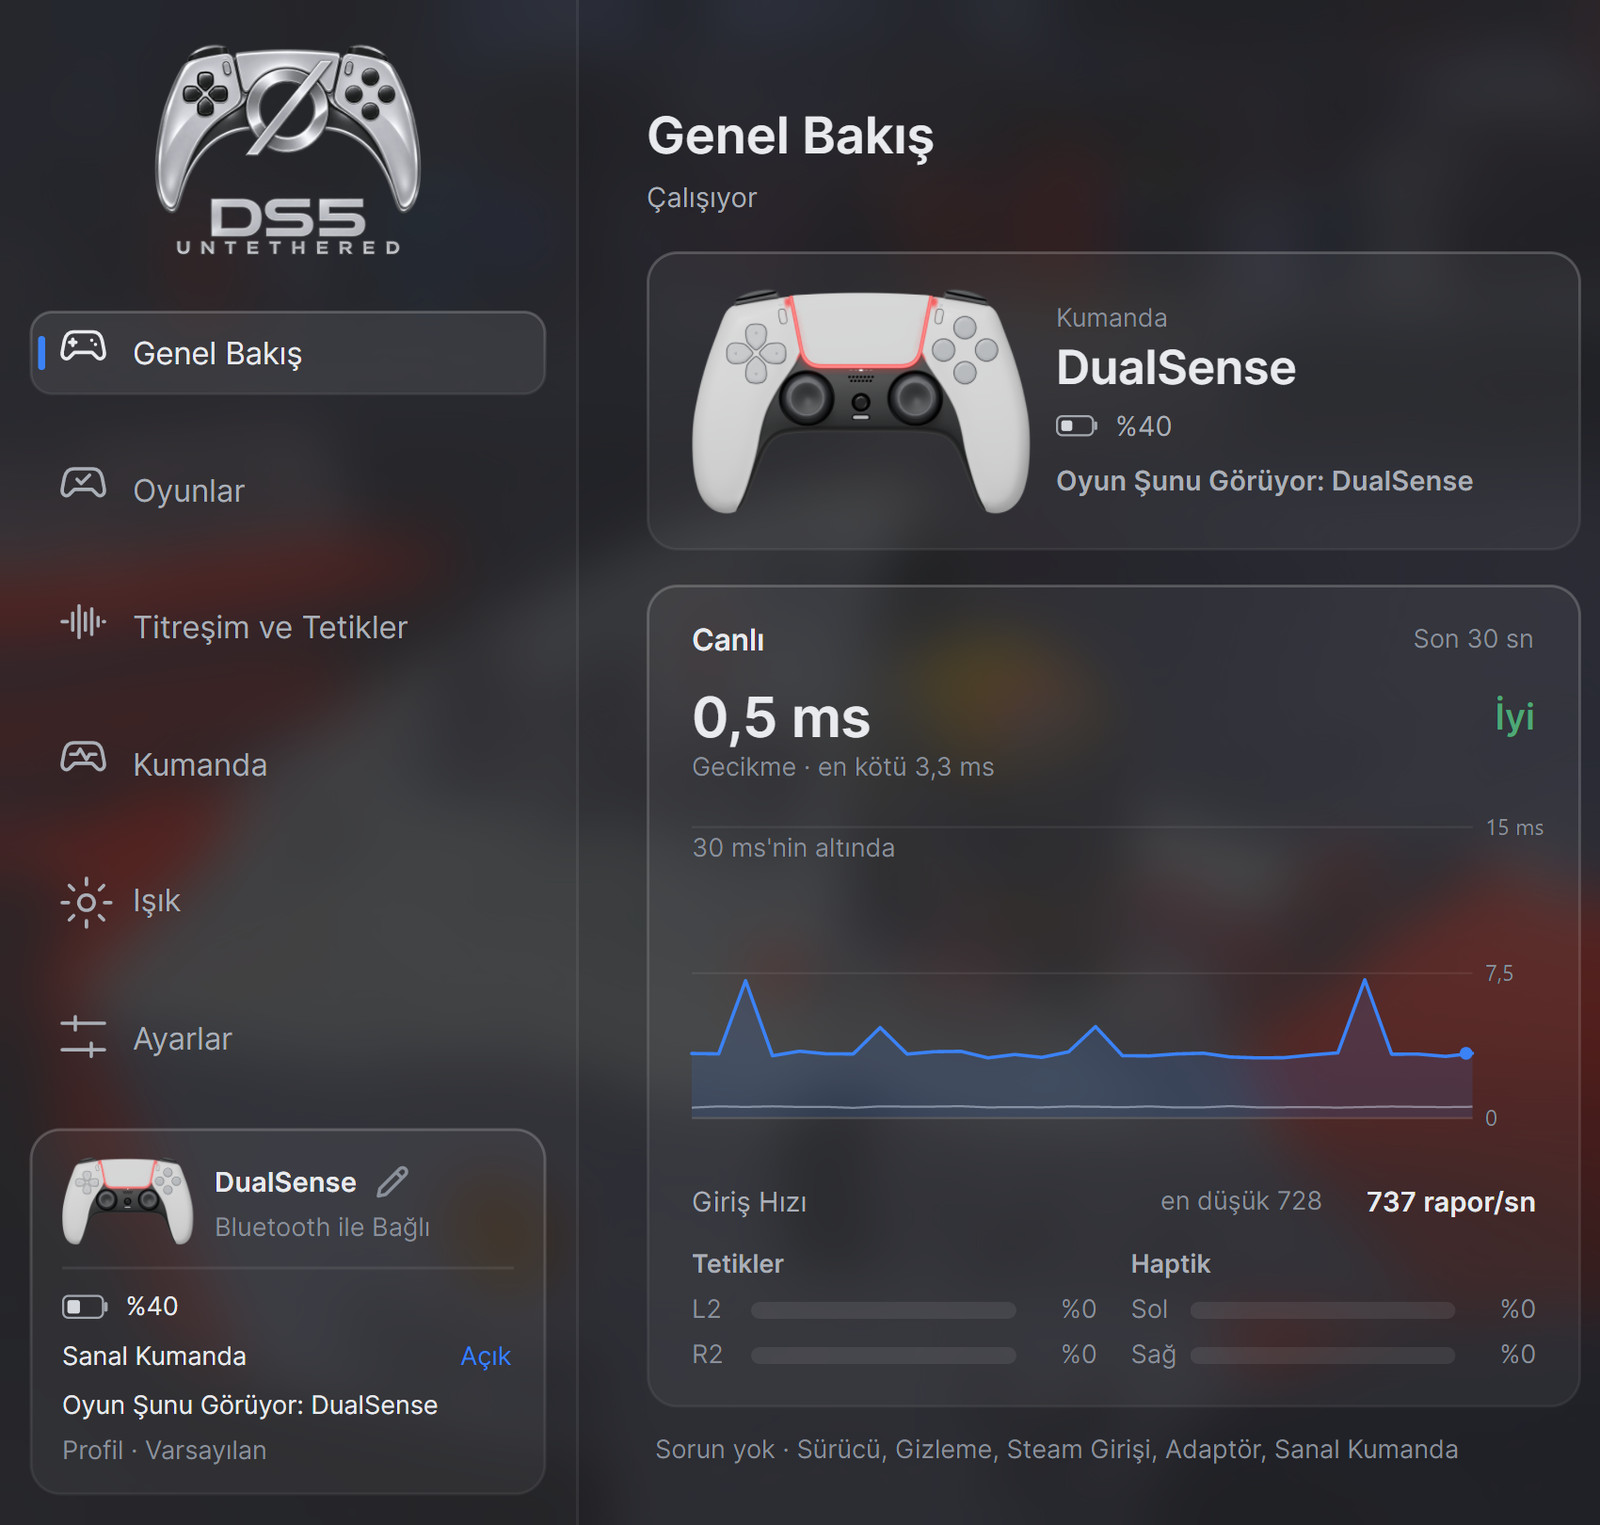 DS5
UNTETHERED
Genel Bakış
Oyunlar
Titreşim ve Tetikler
Kumanda
Işık
Ayarlar
DualSense
Bluetooth ile Bağlı
%40
Sanal Kumanda Açık
Oyun Şunu Görüyor: DualSense
Profil · Varsayılan
Genel Bakış
Çalışıyor
Kumanda
DualSense
%40
Oyun Şunu Görüyor: DualSense
Canlı Son 30 sn
0,5 ms İyi
Gecikme · en kötü 3,3 ms
15 ms
30 ms'nin altında
7,5
0
Giriş Hızı en düşük 728 737 rapor/sn
Tetikler Haptik
L2 %0 Sol %0
R2 %0 Sağ %0
Sorun yok · Sürücü, Gizleme, Steam Girişi, Adaptör, Sanal Kumanda